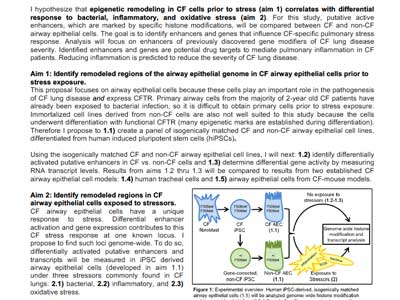 I hypothesize that epigenetic remodeling in CF cells prior to stress (aim 1) correlates with differential
response to bacterial, inflammatory, and oxidative stress (aim 2). For this study, putative active
enhancers, which are marked by specific histone modifications, will be compared between CF and non-CF
airway epithelial cells. The goal is to identify enhancers and genes that influence CF-specific pulmonary stress
response. Analysis will focus on enhancers of previously discovered gene modifiers of CF lung disease
severity. Identified enhancers and genes are potential drug targets to mediate pulmonary inflammation in CF
patients. Reducing inflammation is predicted to reduce the severity of CF lung disease.
Aim 1: Identify remodeled regions of the airway epithelial genome in CF airway epithelial cells prior to
stress exposure.
This proposal focuses on airway epithelial cells because these cells play an important role in the pathogenesis
of CF lung disease and express CFTR. Primary airway cells from the majority of 2-year old CF patients have
already been exposed to bacterial infection, so it is difficult to obtain primary cells prior to stress exposure.
Immortalized cell lines derived from non-CF are also not well suited to this study because the cells
underwent differentiation with functional CFTR (many epigenetic marks are established during differentiation).
Therefore I propose to 1.1) create a panel of isogenically matched CF and non-CF airway epithelial cell lines,
differentiated from human induced pluripotent stem cells (hiPSCs).
Using the isogenically matched CF and non-CF airway epithelial cell lines, I will next: 1.2) identify differentially
activated putative enhancers in CF vs. non-CF cells and 1.3) determine differential gene activity by measuring
RNA transcript levels. Results from aims 1.2 thru 1.3 will be compared to results from two established CF
airway epithelial cell models: 1.4) human tracheal cells and 1.5) airway epithelial cells from CF-mouse models.
Aim 2: Identify remodeled regions in CF
airway epithelial cells exposed to stressors.
CF airway epithelial cells have a unique
response to stress. Differential enhancer
activation and gene expression contributes to this
CF stress response at one known locus. I
propose to find such loci genome-wide. To do so,
differentially activated putative enhancers and
transcripts will be measured in iPSC derived
airway epithelial cells (developed in aim 1.1)
under three stressors commonly found in CF
lungs: 2.1) bacterial, 2.2) inflammatory, and 2.3)
oxidative stress.
No exposure to
stressors (1.2-1.3)
CF
fibroblast
CF
iPSC
CF AEC
(1.1)
Genome-wide histone
modification and
transcript analysis
Gene-corrected,
non-CF iPSC
Non-CF AEC
(1.1)
Exposure to
Stressors (2)
Figure 1: Experimental overview. Human iPSC-derived, isogenically matched
airway epithelial cells (1.1) will be analyzed genome-wide for histone modification